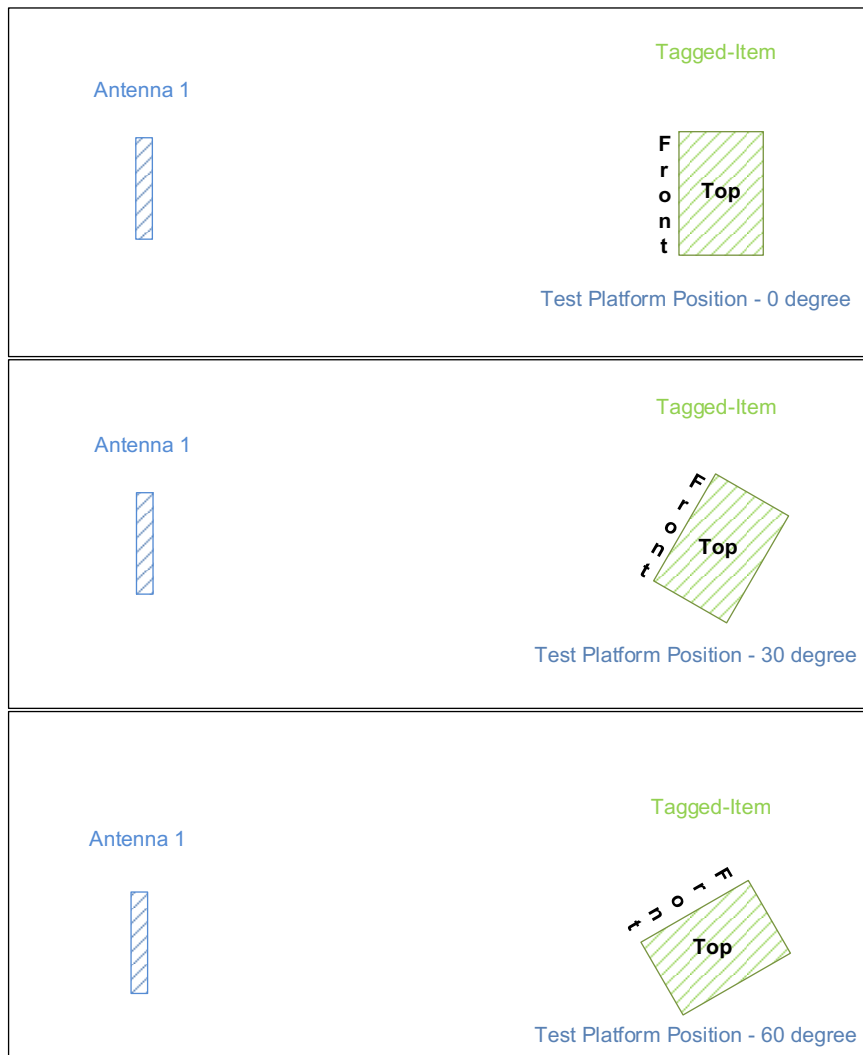 Tagged-Item
Antenna 1
Front
Top
Test Platform Position - 0 degree
Tagged-Item
Antenna 1
Front
Top
Test Platform Position - 30 degree
Tagged-Item
Antenna 1
Front
Top
Test Platform Position - 60 degree